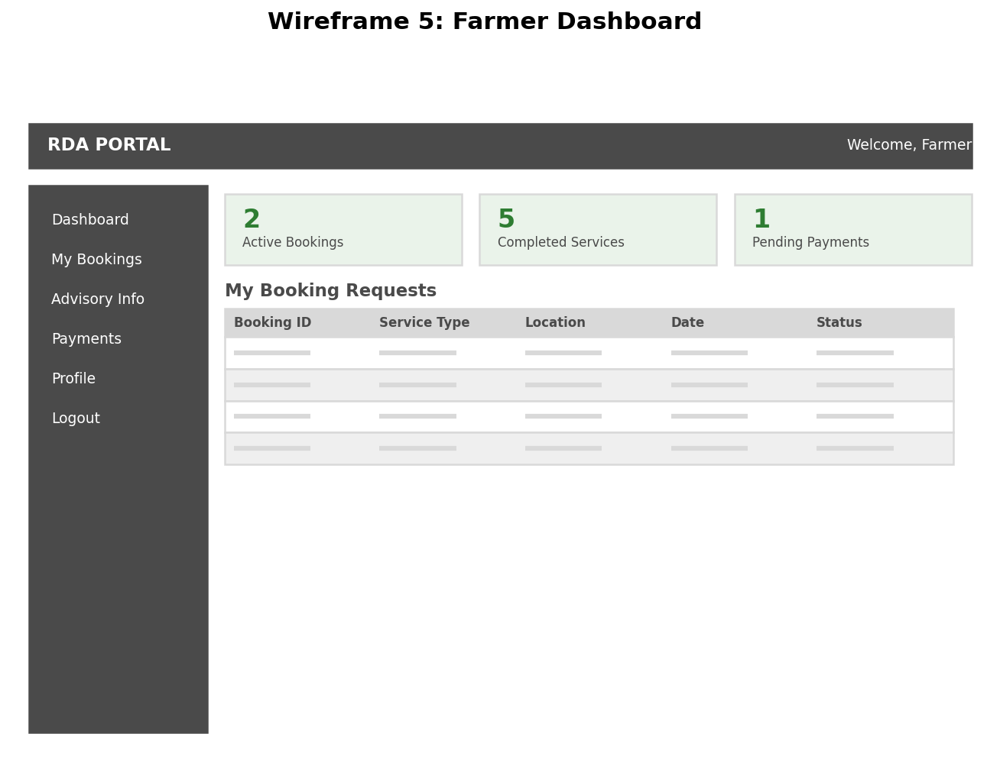 Wireframe 5: Farmer Dashboard
RDA PORTAL
Welcome, Farmer
Dashboard
My Bookings
Advisory Info
Payments
Profile
Logout
2
Active Bookings
5
Completed Services
1
Pending Payments
My Booking Requests
Booking ID Service Type Location Date Status